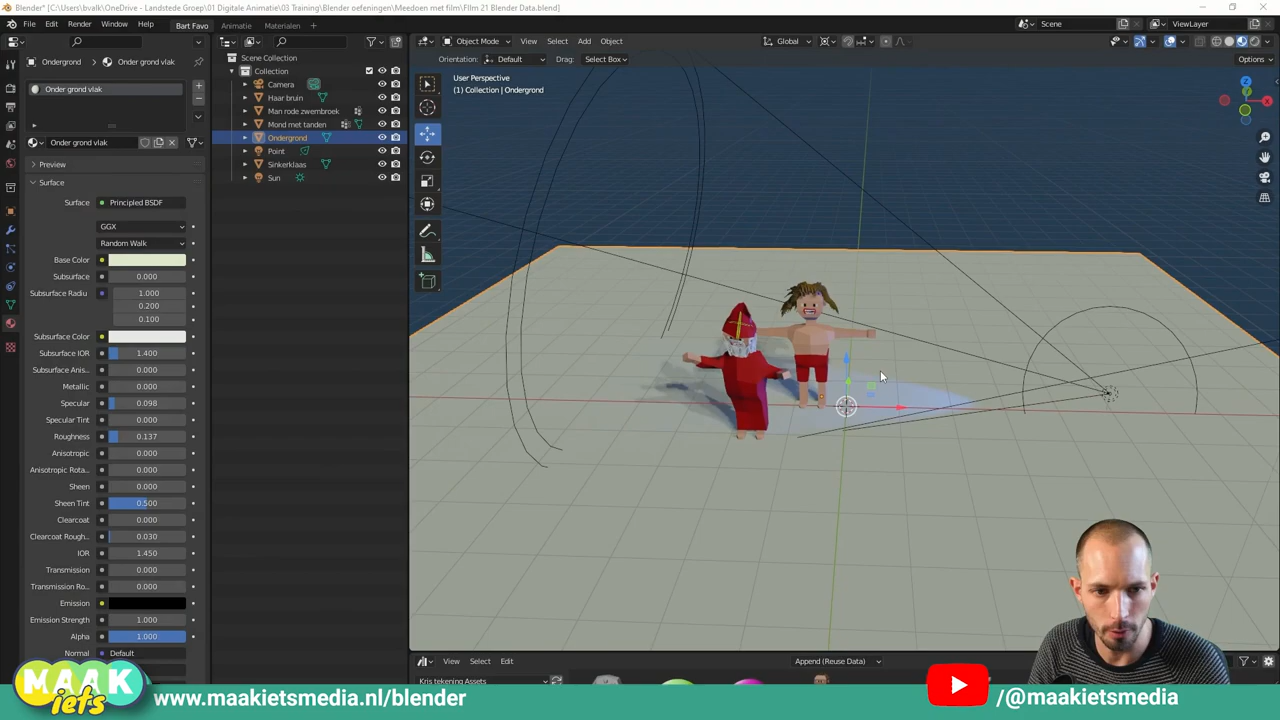 Blender* [C:\Users\bvalk\OneDrive - Landstede Groep\01 Digitale Animatie\03 Training\Blender oefeningen\Meedoen met film\FIlm 21 Blender Data.blend]
File Edit Render Window Help Bart Favo Animatie Materialen Scene ViewLayer
Object Mode View Select Add Object Global Options
Orientation: Default Drag: Select Box
Ondergrond Onder grond vlak
Onder grond vlak
Onder grond vlak
Preview
Surface
Surface Principled BSDF
GGX
Random Walk
Base Color
Subsurface 0.000
Subsurface Radiu 1.000
0.200
0.100
Subsurface Color
Subsurface IOR 1.400
Subsurface Anis... 0.000
Metallic 0.000
Specular 0.098
Specular Tint 0.000
Roughness 0.137
Anisotropic 0.000
Anisotropic Rota... 0.000
Sheen 0.000
Sheen Tint 0.500
Clearcoat 0.000
Clearcoat Rough... 0.030
IOR 1.450
Transmission 0.000
Transmission Ro... 0.000
Emission
Emission Strength 1.000
Alpha 1.000
Normal Default
Scene Collection
Collection
Camera
Haar bruin
Man rode zwembroek
Mond met tanden
Ondergrond
Point
Sinkerklaas
Sun
User Perspective
(1) Collection | Ondergrond
View Select Edit Append (Reuse Data)
Kris tekening Assets
MAAK
iets
www.maakietsmedia.nl/blender
/@maakietsmedia